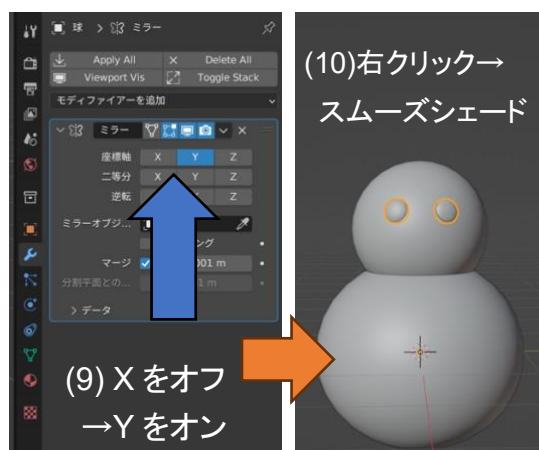 球 > ミラー
Apply All
Delete All
Viewport Vis
Toggle Stack
モディファイアーを追加
ミラー
座標軸 X Y Z
二等分 X Y Z
逆転 Z
ミラーオブジ...
ング
マージ 001 m
分割平面との... 1 m
> データ
(9) X をオフ
→Y をオン
(10)右クリック→
スムーズシェード